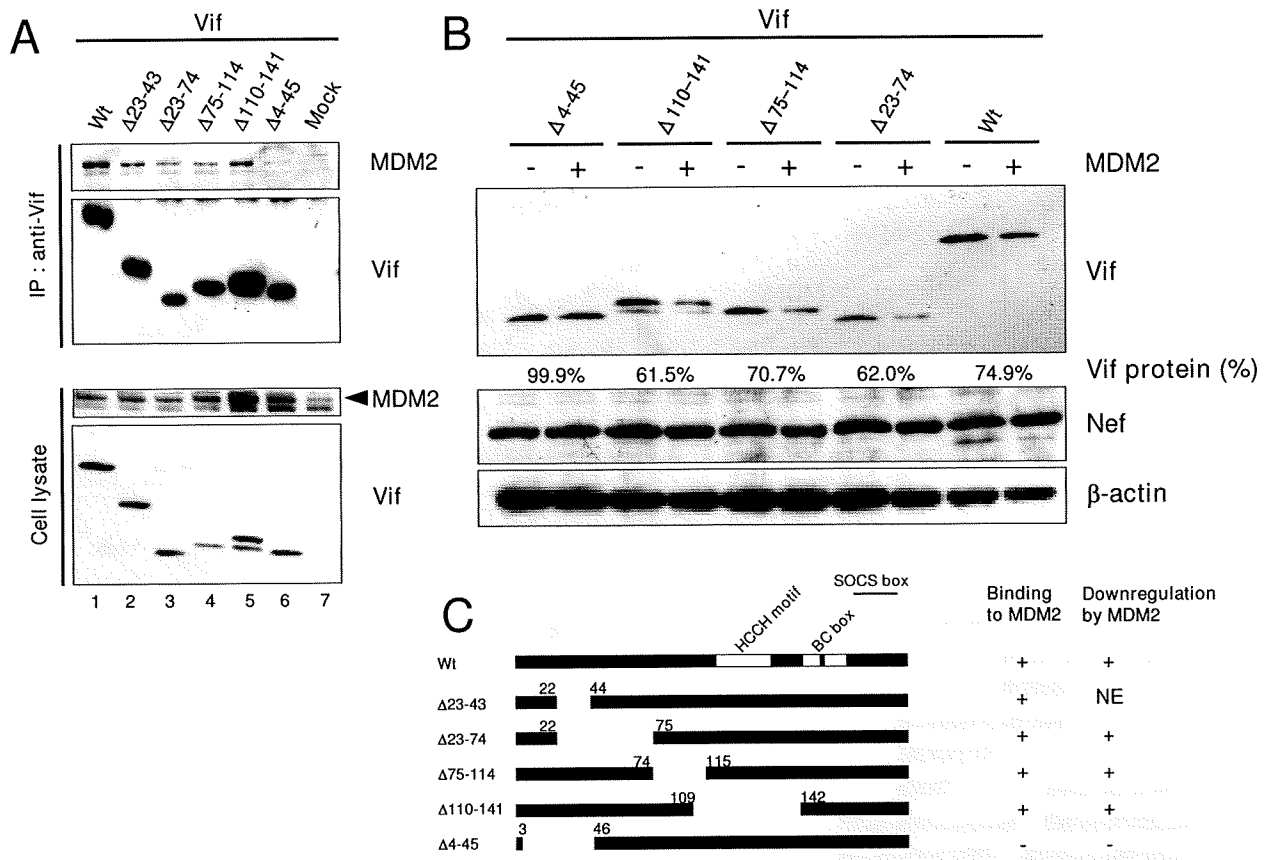 A
Vif
Wt
Δ23-43
Δ23-74
Δ75-114
Δ110-141
Δ4-45
Mock
IP : anti-Vif
MDM2
Vif
Cell lysate
MDM2
Vif
1 2 3 4 5 6 7
B
Vif
Δ4-45
Δ110-141
Δ75-114
Δ23-74
Wt
- + - + - + - + - + MDM2
Vif
99.9% 61.5% 70.7% 62.0% 74.9% Vif protein (%)
Nef
β-actin
C
HCCH motif
BC box
SOCS box
Binding to MDM2
Downregulation by MDM2
Wt + +
Δ23-43 22 44 + NE
Δ23-74 22 75 + +
Δ75-114 74 115 + +
Δ110-141 109 142 + +
Δ4-45 3 46 - -